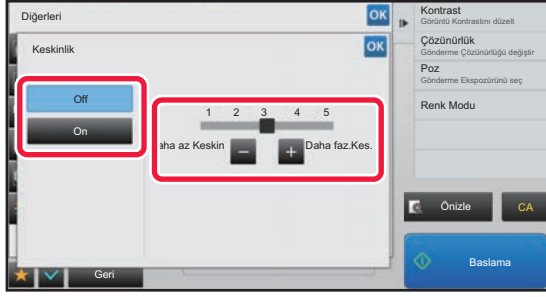 Diğerleri
OK
Keskinlik
OK
Off
On
1 2 3 4 5
aha az Keskin
−
+
Daha faz.Kes.
Geri
Kontrast
Görüntü Kontrastını düzelt
Çözünürlük
Gönderme Çözünürlüğü değiştir
Poz
Gönderme Ekspozürünü seç
Renk Modu
Önizle
CA
Baslama